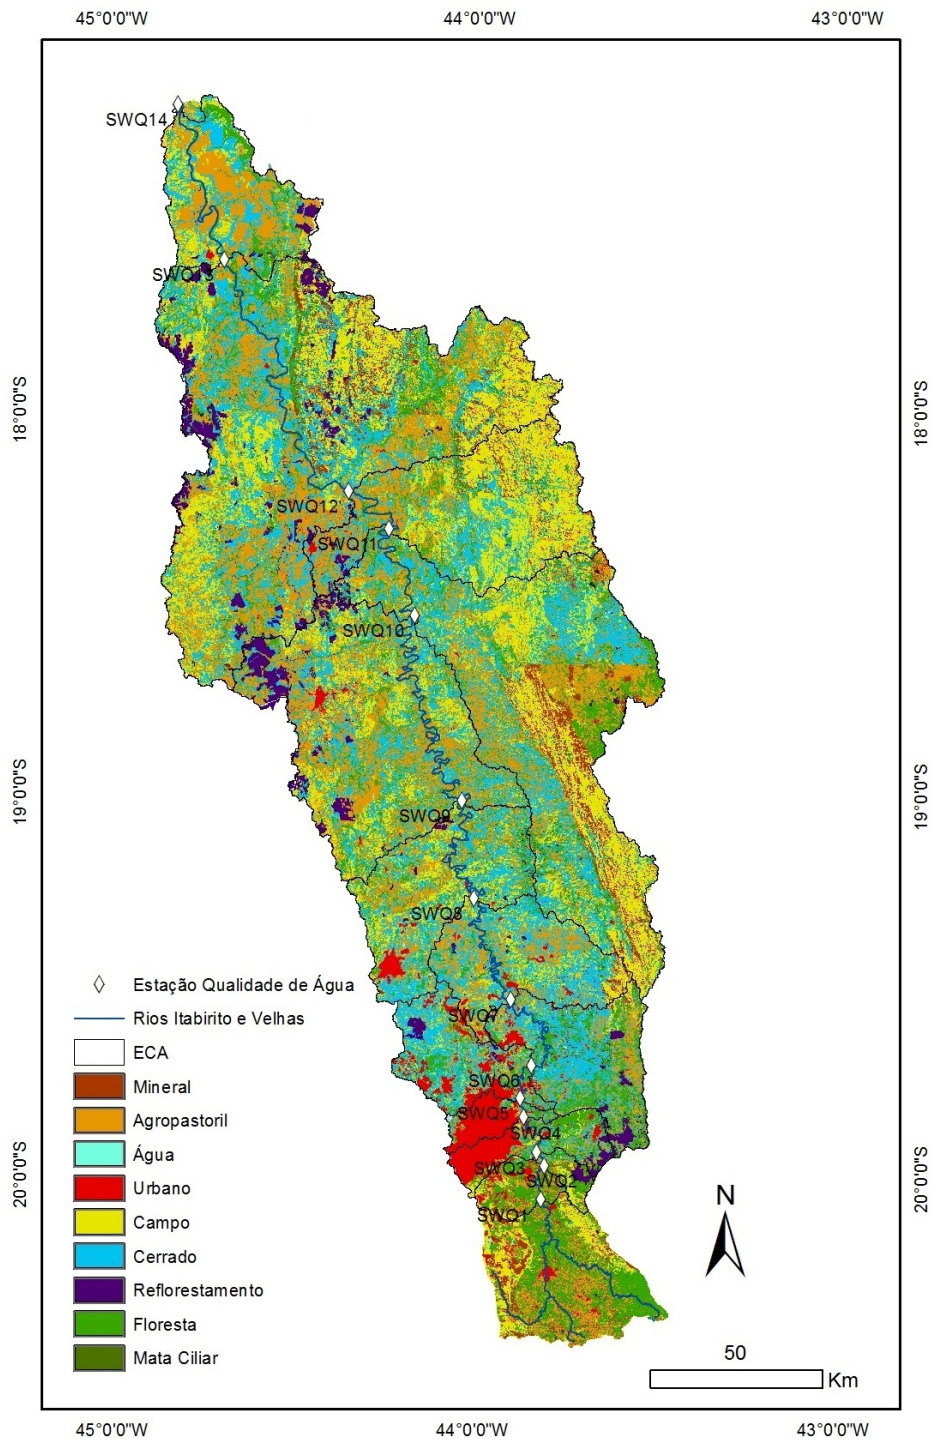 45°0'0"W 44°0'0"W 43°0'0"W
SWQ14
SWQ13
18°0'0"S 18°0'0"S
SWQ12
SWQ11
SWQ10
19°0'0"S 19°0'0"S
SWQ9
SWQ8
Estação Qualidade de Água
Rios Itabirito e Velhas
SWQ7
ECA
SWQ6
Mineral
SWQ5
Agropastoril
SWQ4
Água
SWQ3
20°0'0"S 20°0'0"S
SWQ2
Urbano
N
SWQ1
Campo
Cerrado
Reflorestamento
Floresta
50
Mata Ciliar
Km
45°0'0"W 44°0'0"W 43°0'0"W